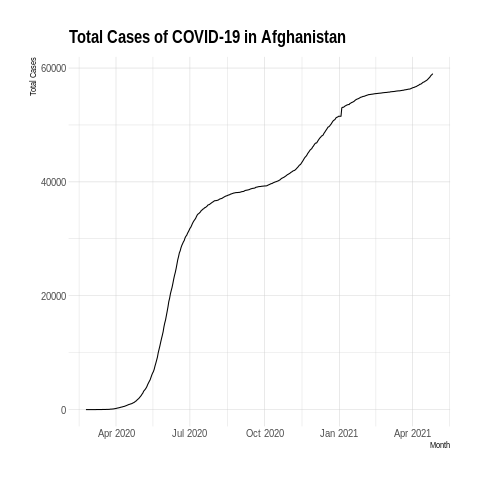 Total Cases of COVID-19 in Afghanistan
Total Cases
60000
40000
20000
0
Apr 2020 Jul 2020 Oct 2020 Jan 2021 Apr 2021
Month